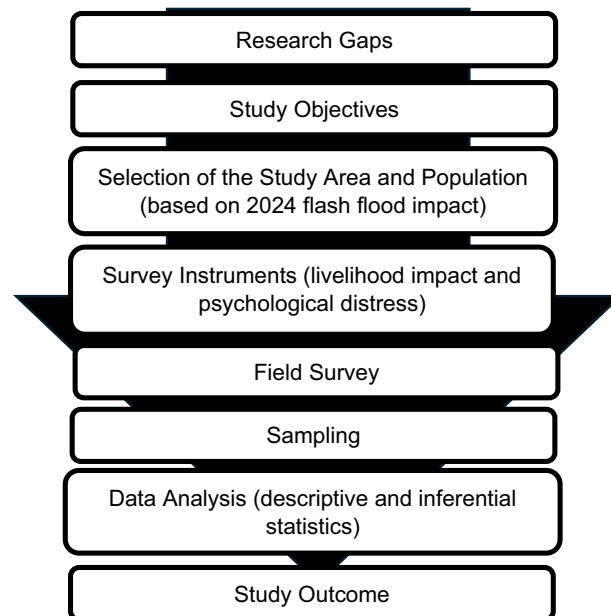 Research Gaps
Study Objectives
Selection of the Study Area and Population
(based on 2024 flash flood impact)
Survey Instruments (livelihood impact and
psychological distress)
Field Survey
Sampling
Data Analysis (descriptive and inferential
statistics)
Study Outcome